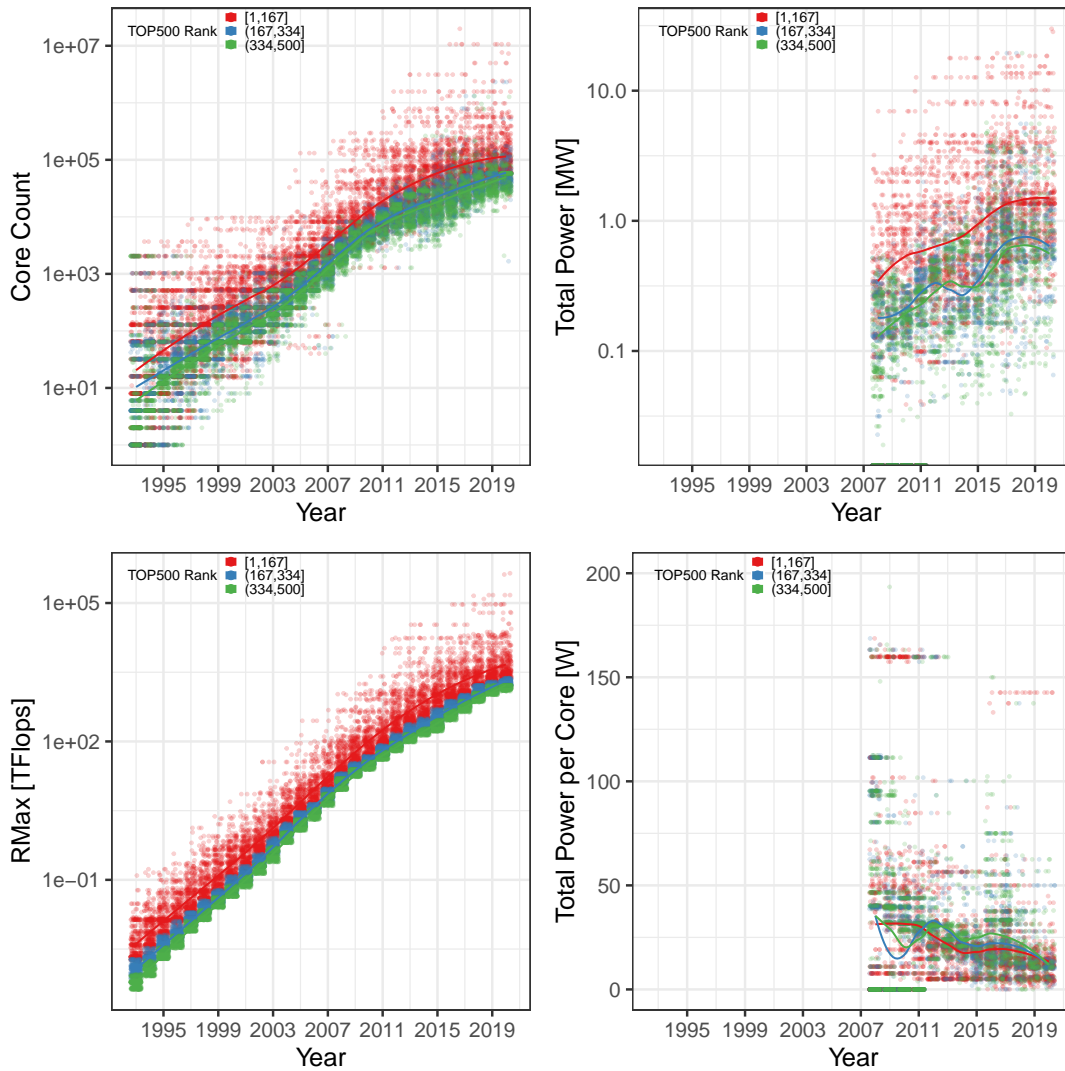 TOP500 Rank
[1,167]
(167,334]
(334,500]
1e+07
1e+05
1e+03
1e+01
Core Count
1995 1999 2003 2007 2011 2015 2019
Year
TOP500 Rank
[1,167]
(167,334]
(334,500]
10.0
1.0
0.1
Total Power [MW]
1995 1999 2003 2007 2011 2015 2019
Year
TOP500 Rank
[1,167]
(167,334]
(334,500]
1e+05
1e+02
1e−01
RMax [TFlops]
1995 1999 2003 2007 2011 2015 2019
Year
TOP500 Rank
[1,167]
(167,334]
(334,500]
200
150
100
50
0
Total Power per Core [W]
1995 1999 2003 2007 2011 2015 2019
Year